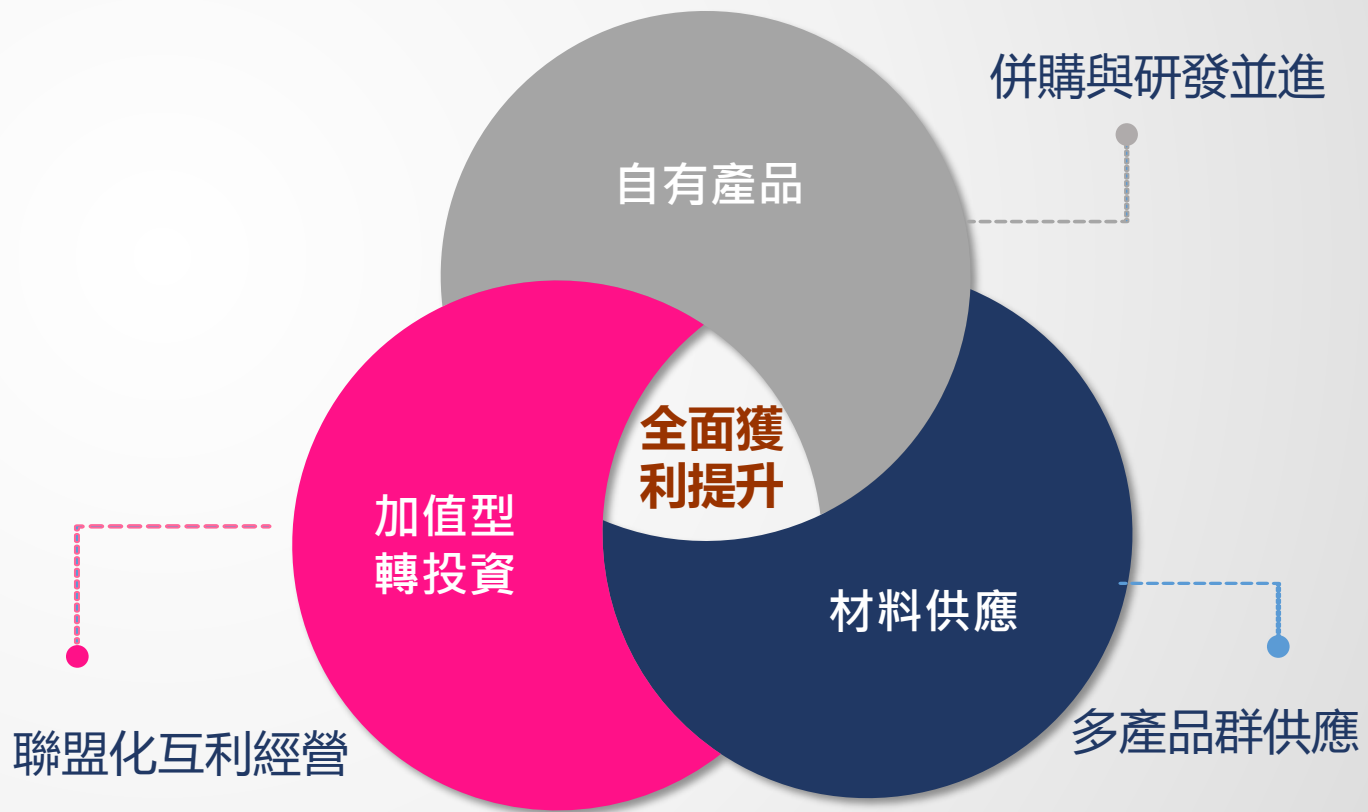 併購與研發並進
自有產品
全面獲
利提升
加值型
轉投資
材料供應
聯盟化互利經營
多產品群供應